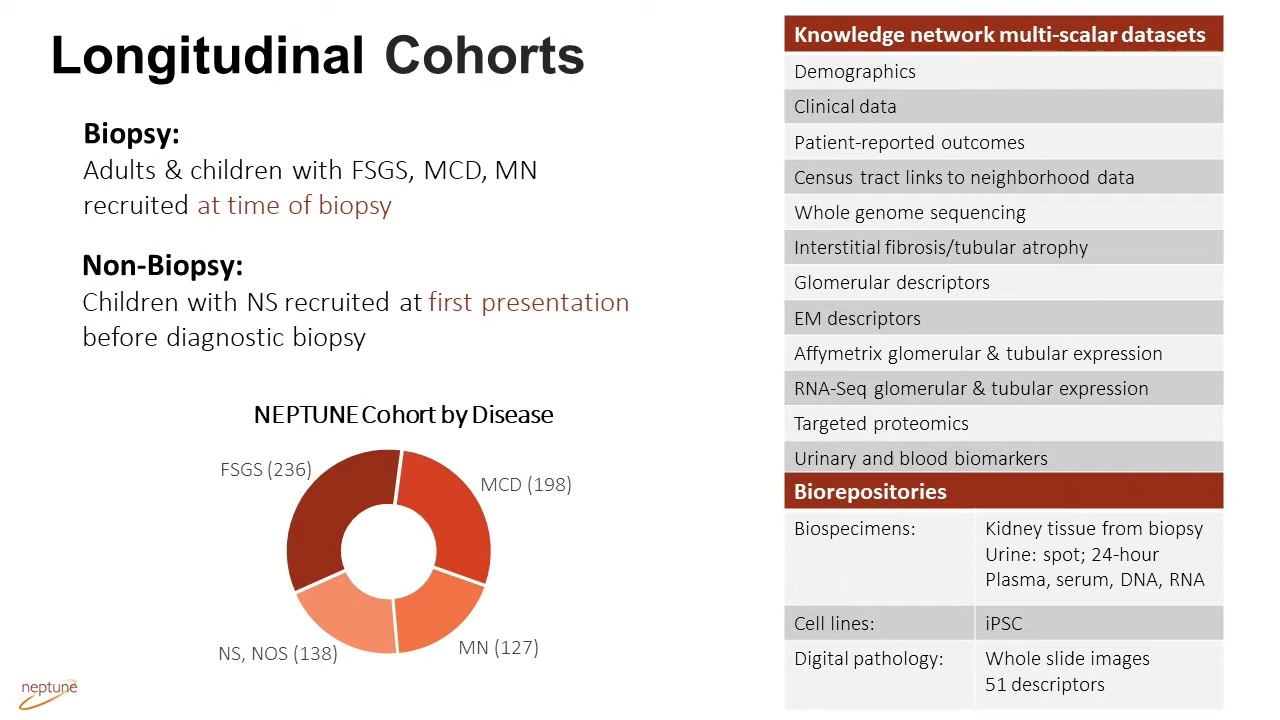 Longitudinal Cohorts
Biopsy:
Adults & children with FSGS, MCD, MN
recruited at time of biopsy
Non-Biopsy:
Children with NS recruited at first presentation
before diagnostic biopsy
NEPTUNE Cohort by Disease
FSGS (236)
MCD (198)
NS, NOS (138)
MN (127)
neptune
Knowledge network multi-scalar datasets
Demographics
Clinical data
Patient-reported outcomes
Census tract links to neighborhood data
Whole genome sequencing
Interstitial fibrosis/tubular atrophy
Glomerular descriptors
EM descriptors
Affymetrix glomerular & tubular expression
RNA-Seq glomerular & tubular expression
Targeted proteomics
Urinary and blood biomarkers
Biorepositories
Biospecimens:
Kidney tissue from biopsy
Urine: spot; 24-hour
Plasma, serum, DNA, RNA
Cell lines:
iPSC
Digital pathology:
Whole slide images
51 descriptors